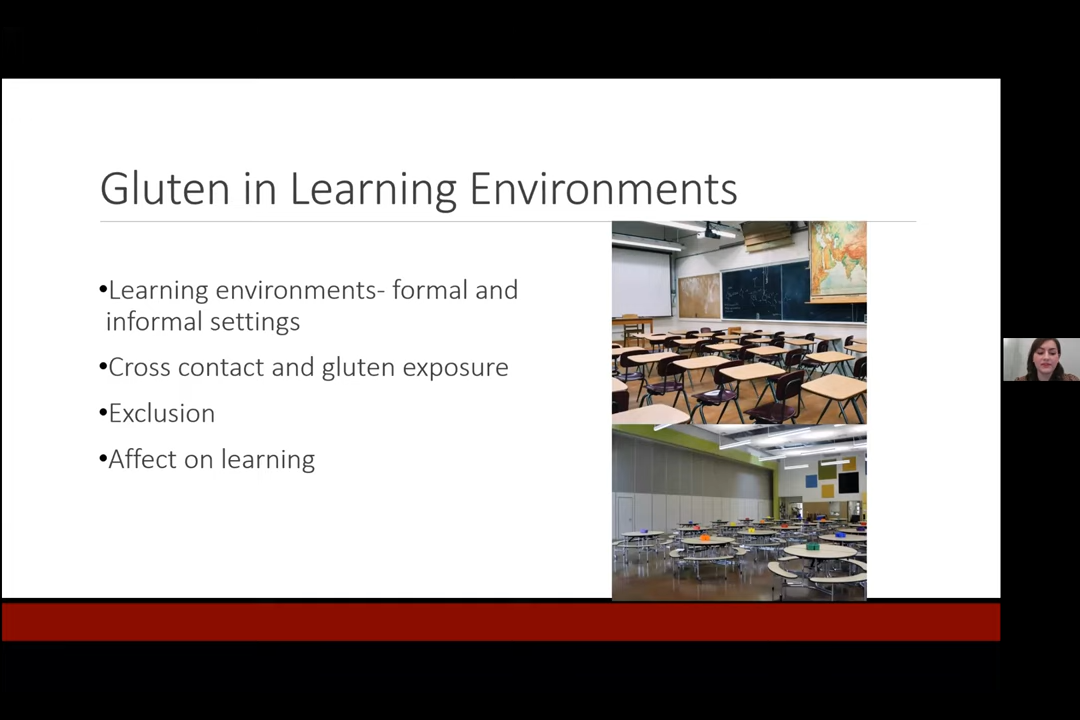 Gluten in Learning Environments
•Learning environments- formal and
informal settings
•Cross contact and gluten exposure
•Exclusion
•Affect on learning